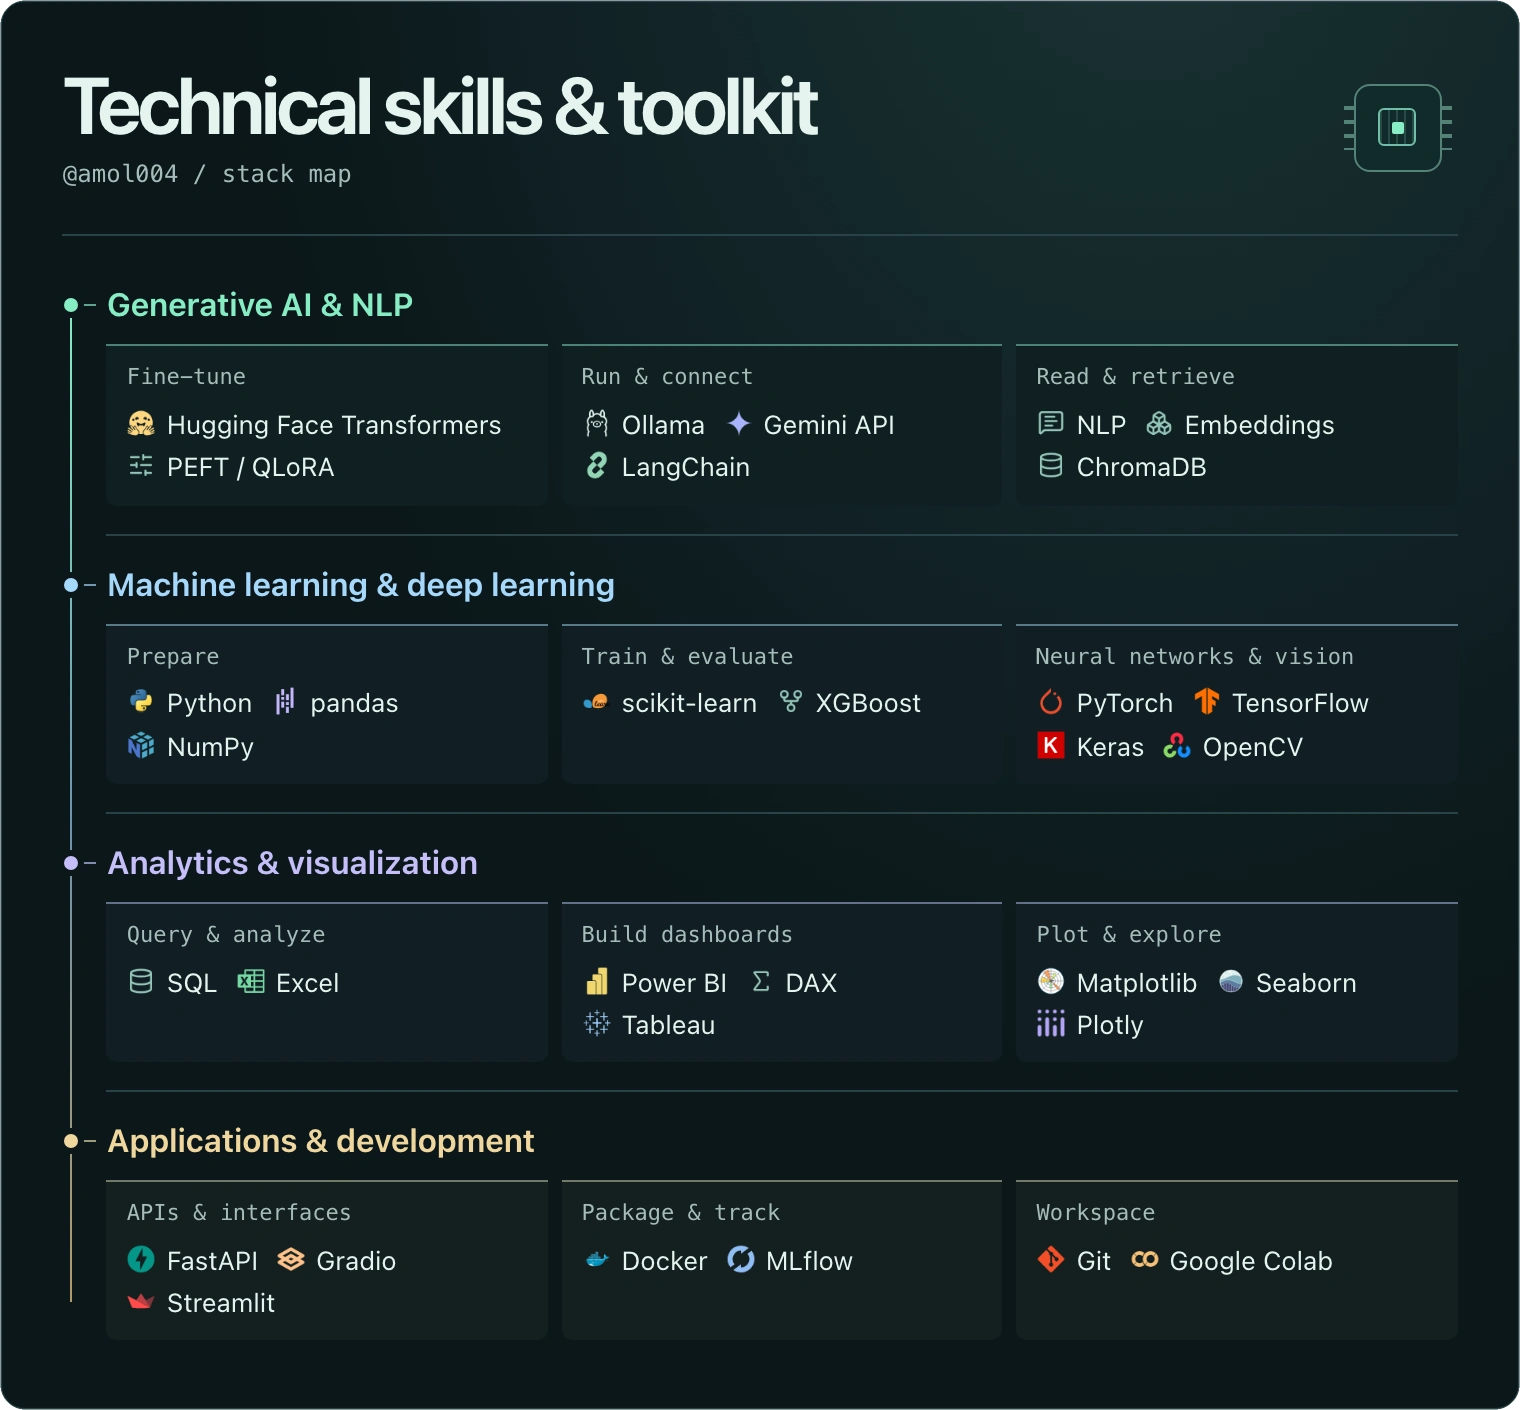 Technical skills & toolkit
@amol004 / stack map
Generative AI & NLP
Fine-tune
Hugging Face Transformers
PEFT / QLoRA
Run & connect
Ollama Gemini API
LangChain
Read & retrieve
NLP Embeddings
ChromaDB
Machine learning & deep learning
Prepare
Python pandas
NumPy
Train & evaluate
scikit-learn XGBoost
Neural networks & vision
PyTorch TensorFlow
K Keras OpenCV
Analytics & visualization
Query & analyze
SQL Excel
Build dashboards
Power BI Σ DAX
Tableau
Plot & explore
Matplotlib Seaborn
Plotly
Applications & development
APIs & interfaces
FastAPI Gradio
Streamlit
Package & track
Docker MLflow
Workspace
Git Google Colab